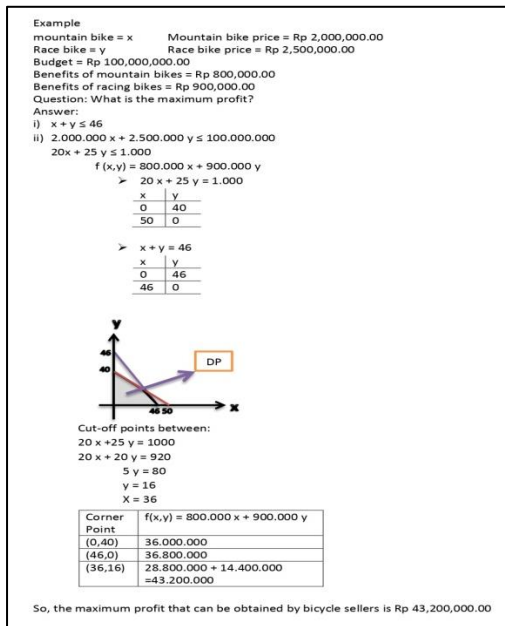 Example
mountain bike = x Mountain bike price = Rp 2,000,000.00
Race bike = y Race bike price = Rp 2,500,000.00
Budget = Rp 100,000,000.00
Benefits of mountain bikes = Rp 800,000.00
Benefits of racing bikes = Rp 900,000.00
Question: What is the maximum profit?
Answer:
i) x + y ≤ 46
ii) 2.000.000 x + 2.500.000 y ≤ 100.000.000
20x + 25 y ≤ 1.000
f (x,y) = 800.000 x + 900.000 y
➢ 20 x + 25 y = 1.000
x y
0 40
50 0
➢ x + y = 46
x y
0 46
46 0
y
46
40
DP
46 50
x
Cut-off points between:
20 x +25 y = 1000
20 x + 20 y = 920
5 y = 80
y = 16
X = 36
Corner Point f(x,y) = 800.000 x + 900.000 y
(0,40) 36.000.000
(46,0) 36.800.000
(36,16) 28.800.000 + 14.400.000
=43.200.000
So, the maximum profit that can be obtained by bicycle sellers is Rp 43,200,000.00